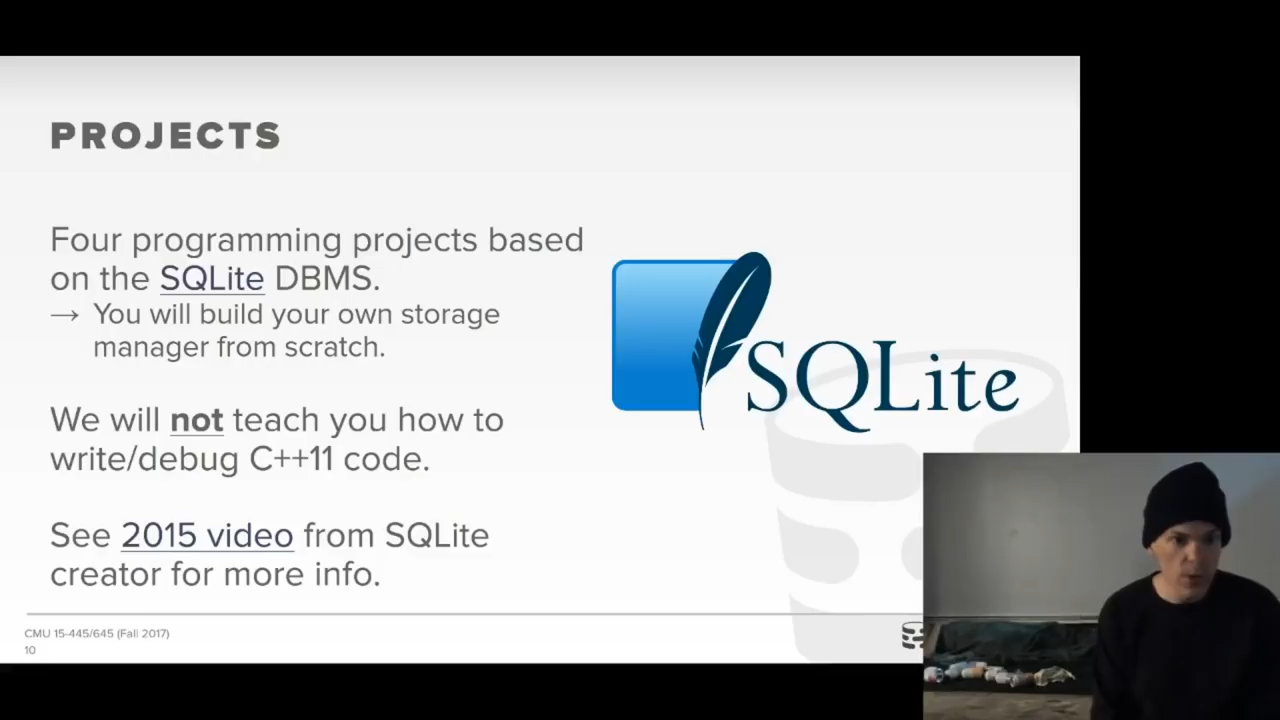 PROJECTS
Four programming projects based
on the SQLite DBMS.
→ You will build your own storage
manager from scratch.
We will not teach you how to
write/debug C++11 code.
See 2015 video from SQLite
creator for more info.
SQLite
CMU 15-445/645 (Fall 2017)
10